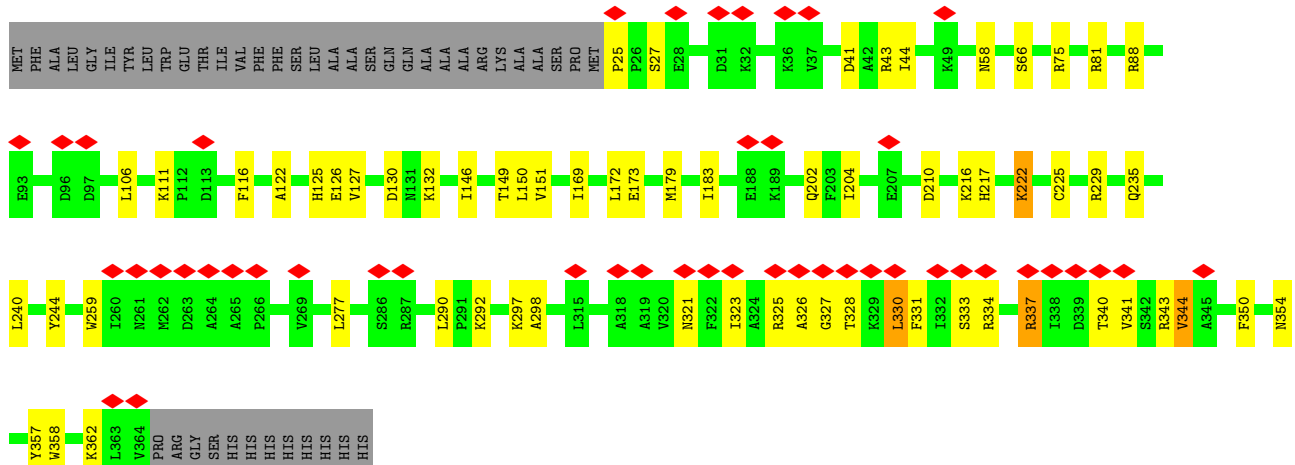 MET PHE ALA LEU GLY ILE TYR LEU TRP GLU THR ILE VAL PHE PHE SER LEU ALA ALA SER GLN GLN ALA ALA ALA ARG LYS ALA ALA SER PRO MET P25 P26 S27 E28 D31 K32 K36 V37 D41 A42 R43 I44 K49 N58 S66 R75 R81 R88
E93 D96 D97 L106 K111 P112 D113 F116 A122 H125 E126 V127 D130 N131 K132 I146 T149 L150 V151 I169 L172 E173 M179 I183 E188 K189 Q202 F203 I204 E207 D210 K216 H217 K222 C225 R229 Q235
L240 Y244 W259 I260 N261 M262 D263 A264 A265 P266 V269 L277 S286 R287 L290 P291 K292 K297 A298 L315 A318 A319 V320 N321 F322 I323 A324 R325 A326 G327 T328 K329 L330 F331 I332 S333 R334 R337 I338 D339 T340 V341 S342 R343 V344 A345 F350 N354
Y357 W358 K362 L363 V364 PRO ARG GLY SER HIS HIS HIS HIS HIS HIS HIS HIS